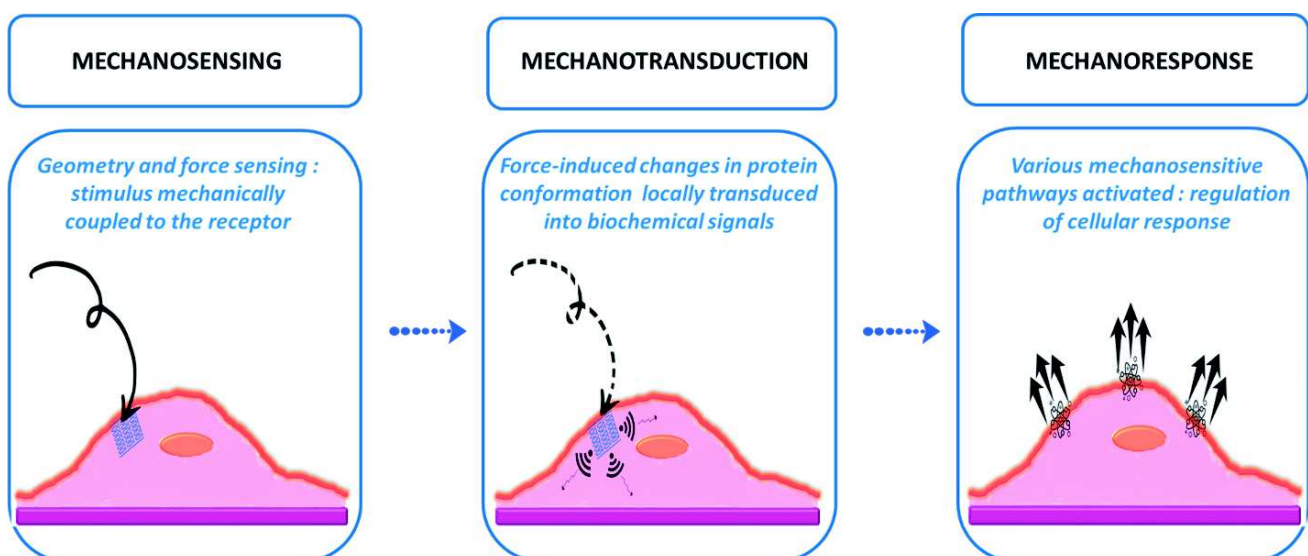 MECHANOSENSING
Geometry and force sensing :
stimulus mechanically
coupled to the receptor
MECHANOTRANSDUCTION
Force-induced changes in protein
conformation locally transduced
into biochemical signals
MECHANORESPONSE
Various mechanosensitive
pathways activated : regulation
of cellular response